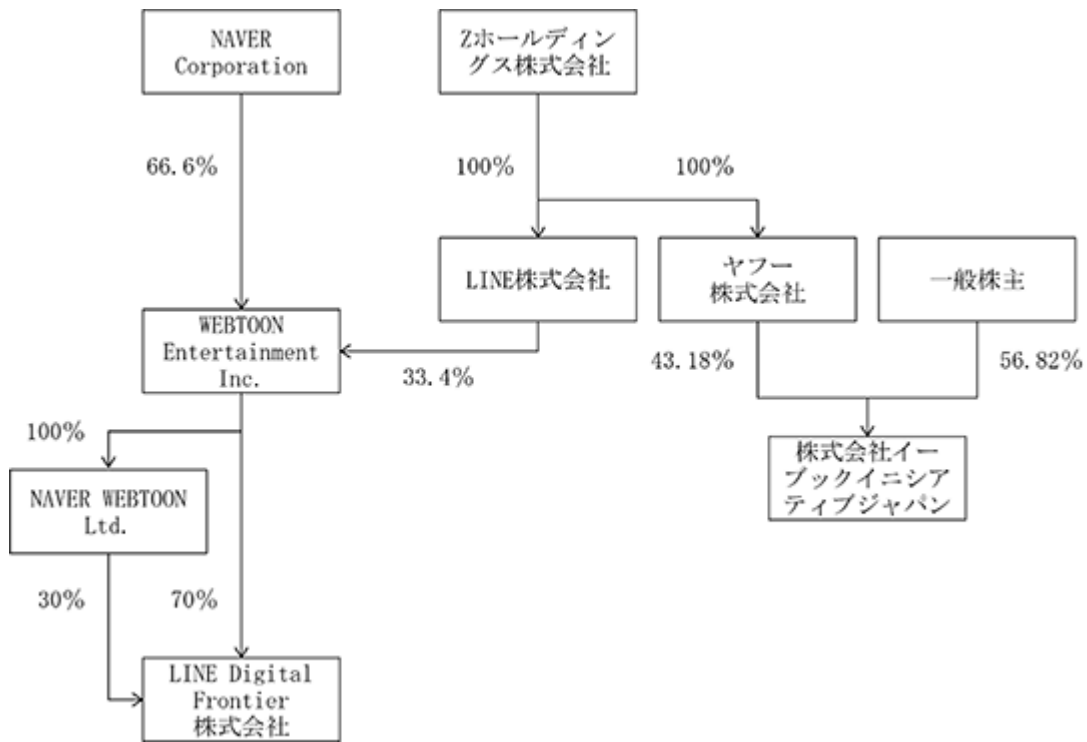 NAVER
Corporation
Zホールディン
グス株式会社
66.6%
100%
100%
LINE株式会社
ヤフー
株式会社
一般株主
WEBTOON
Entertainment
Inc.
33.4%
43.18%
56.82%
100%
株式会社イー
ブックイニシア
ティブジャパン
NAVER WEBTOON
Ltd.
30%
70%
LINE Digital
Frontier
株式会社